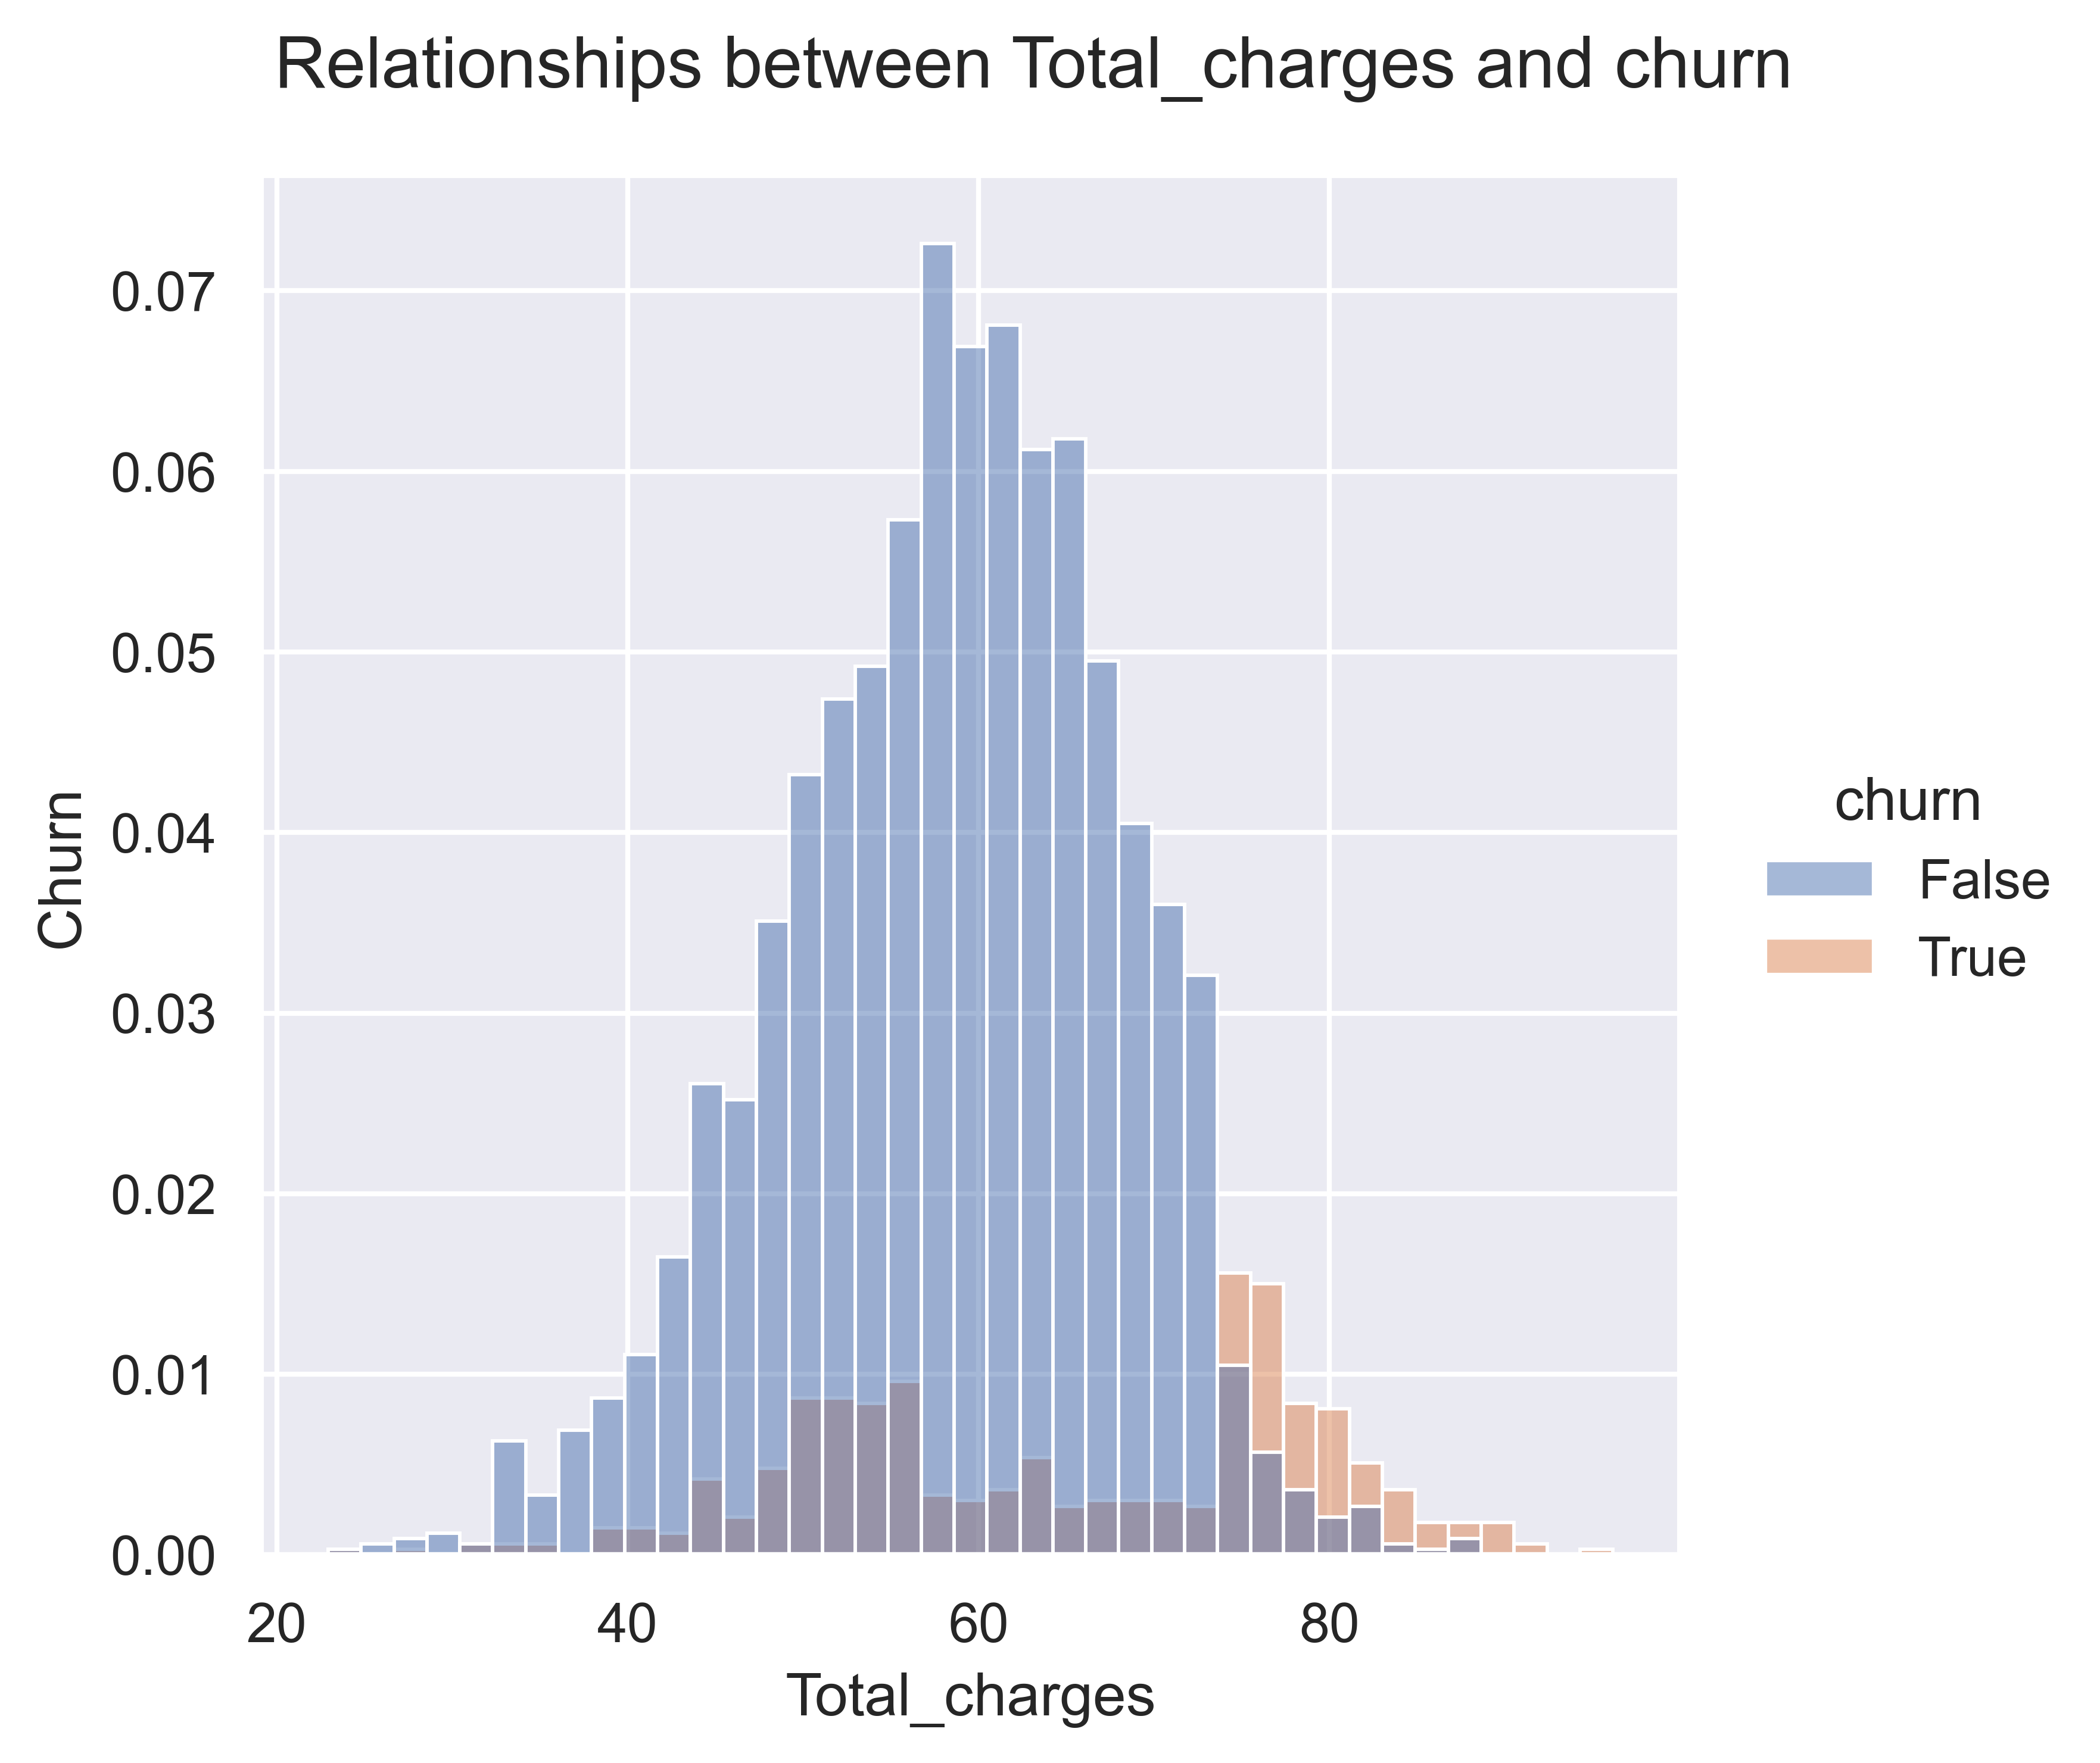 Relationships between Total_charges and churn
0.07
0.06
0.05
0.04
0.03
0.02
0.01
0.00
Churn
20 40 60 80
Total_charges
churn
False
True